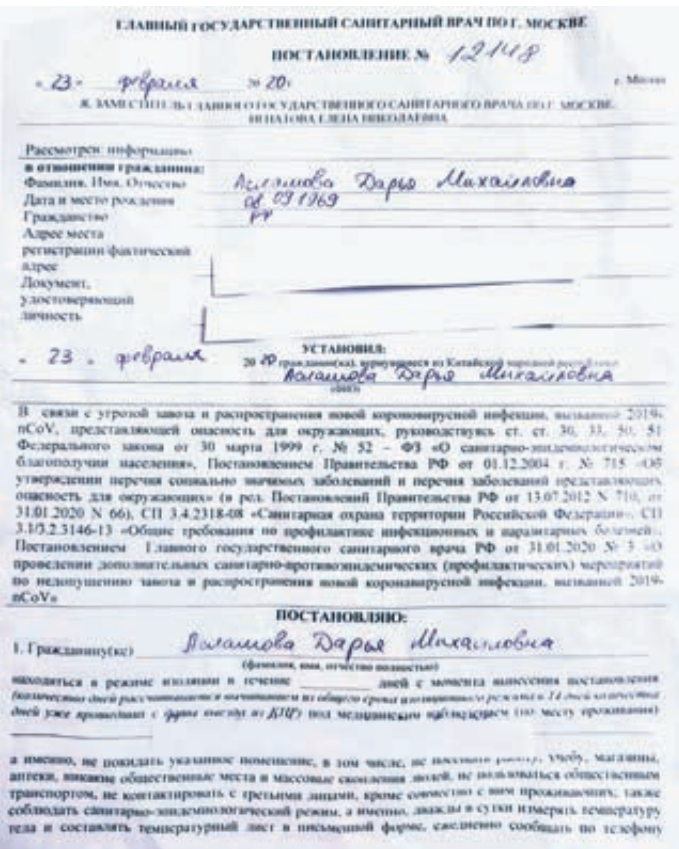 ГЛАВНЫЙ ГОСУДАРСТВЕННЫЙ САНИТАРНЫЙ ВРАЧ ПО Г. МОСКВЕ
ПОСТАНОВЛЕНИЕ № 12148
« 23 » февраля 20 20 г. г. Москва
Я, ЗАМЕСТИТЕЛЬ ГЛАВНОГО ГОСУДАРСТВЕННОГО САНИТАРНОГО ВРАЧА ПО Г. МОСКВЕ,
ИГНАТОВА ЕЛЕНА НИКОЛАЕВНА
Рассмотрев информацию
в отношении гражданина:
Фамилия, Имя, Отчество Асламова Дарья Михайловна
Дата и место рождения 08.09.1969
Гражданство РФ
Адрес места
регистрации/фактический
адрес
Документ,
удостоверяющий
личность
УСТАНОВИЛ:
« 23 » февраля 20 20 гражданин(ка), вернувшиеся из Китайской народной республики
Асламова Дарья Михайловна
(ФИО)
В связи с угрозой завоза и распространения новой короновирусной инфекции, вызванной 2019-
nCoV, представляющей опасность для окружающих, руководствуясь ст. ст. 30, 33, 50, 51
Федерального закона от 30 марта 1999 г. № 52 – ФЗ «О санитарно-эпидемиологическом
благополучии населения», Постановлением Правительства РФ от 01.12.2004 г. № 715 «Об
утверждении перечня социально значимых заболеваний и перечня заболеваний представляющих
опасность для окружающих» (в ред. Постановлений Правительства РФ от 13.07.2012 N 710, от
31.01.2020 N 66), СП 3.4.2318-08 «Санитарная охрана территории Российской Федерации», СП
3.1/3.2.3146-13 «Общие требования по профилактике инфекционных и паразитарных болезней»,
Постановлением Главного государственного санитарного врача РФ от 31.01.2020 № 3 «О
проведении дополнительных санитарно-противоэпидемических (профилактических) мероприятий
по недопущению завоза и распространения новой коронавирусной инфекции, вызванной 2019-
nCoV»
ПОСТАНОВЛЯЮ:
1. Гражданину(ке) Асламова Дарья Михайловна
(фамилия, имя, отчество полностью)
находиться в режиме изоляции в течение дней с момента вынесения постановления
(количество дней рассчитывается вычитанием из общего срока изоляционного режима в 14 дней количества
дней уже прошедших с даты выезда из КНР) под медицинским наблюдением (по месту проживания)
а именно, не покидать указанное помещение, в том числе, не посещать работу, учебу, магазины,
аптеки, никакие общественные места и массовые скопления людей, не пользоваться общественным
транспортом, не контактировать с третьими лицами, кроме совместно с ним проживающих, также
соблюдать санитарно-эпидемиологический режим, а именно, дважды в сутки измерять температуру
тела и составлять температурный лист в письменной форме, ежедневно сообщать по телефону